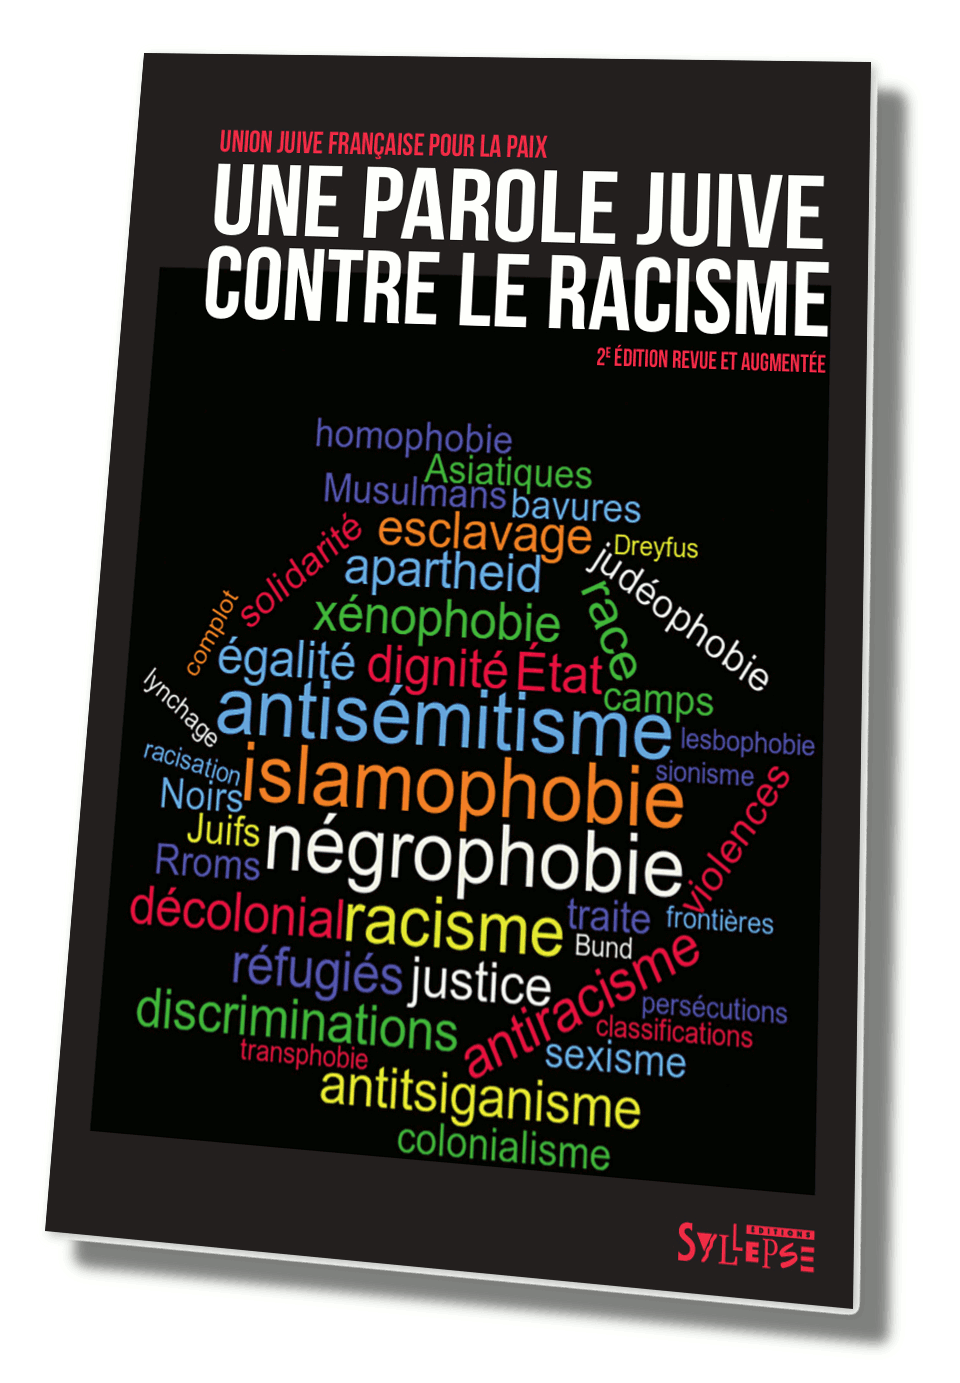 UNION JUIVE FRANÇAISE POUR LA PAIX
UNE PAROLE JUIVE
CONTRE LE RACISME
2E ÉDITION REVUE ET AUGMENTÉE
homophobie
Asiatiques
Musulmans
bavures
esclavage
Dreyfus
solidarité
apartheid
judéophobie
race
xénophobie
complot
égalité
dignité
État
camps
lynchage
antisémitisme
lesbophobie
racisation
islamophobie
sionisme
Noirs
violences
Juifs
négrophobie
Rroms
décolonial
racisme
traite
frontières
Bund
réfugiés
justice
antiracisme
persécutions
discriminations
classifications
transphobie
sexisme
antitsiganisme
colonialisme
ÉDITIONS
SYLLEPSE